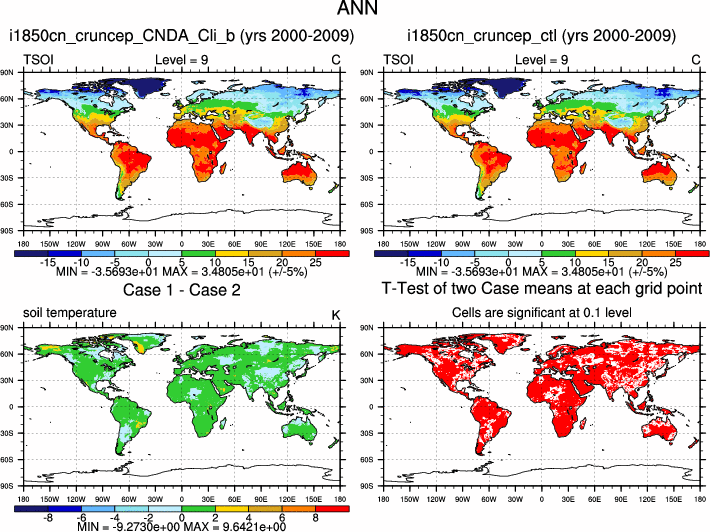 ANN
i1850cn_cruncep_CNDA_Cli_b (yrs 2000-2009)
i1850cn_cruncep_ctl (yrs 2000-2009)
TSOI Level = 9 C
TSOI Level = 9 C
90N
60N
30N
0
30S
60S
90S
180 150W 120W 90W 60W 30W 0 30E 60E 90E 120E 150E 180
-15 -10 -5 0 5 10 15 20 25
MIN = -3.5693e+01 MAX = 3.4805e+01 (+/-5%)
90N
60N
30N
0
30S
60S
90S
180 150W 120W 90W 60W 30W 0 30E 60E 90E 120E 150E 180
-15 -10 -5 0 5 10 15 20 25
MIN = -3.5693e+01 MAX = 3.4805e+01 (+/-5%)
Case 1 - Case 2
T-Test of two Case means at each grid point
soil temperature K
Cells are significant at 0.1 level
90N
60N
30N
0
30S
60S
90S
180 150W 120W 90W 60W 30W 0 30E 60E 90E 120E 150E 180
-8 -6 -4 -2 0 2 4 6 8
MIN = -9.2730e+00 MAX = 9.6421e+00
90N
60N
30N
0
30S
60S
90S
180 150W 120W 90W 60W 30W 0 30E 60E 90E 120E 150E 180